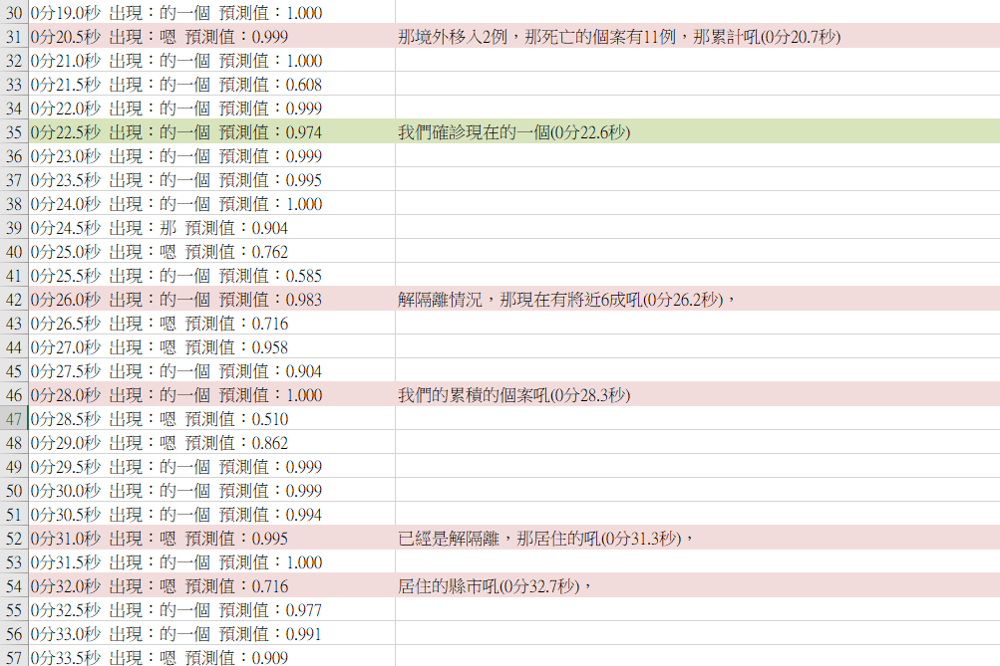 30 0分19.0秒 出現：的一個 預測值：1.000
31 0分20.5秒 出現：嗯 預測值：0.999 那境外移入2例，那死亡的個案有11例，那累計吼(0分20.7秒)
32 0分21.0秒 出現：的一個 預測值：1.000
33 0分21.5秒 出現：的一個 預測值：0.608
34 0分22.0秒 出現：的一個 預測值：0.999
35 0分22.5秒 出現：的一個 預測值：0.974 我們確診現在的一個(0分22.6秒)
36 0分23.0秒 出現：的一個 預測值：0.999
37 0分23.5秒 出現：的一個 預測值：0.995
38 0分24.0秒 出現：的一個 預測值：1.000
39 0分24.5秒 出現：那 預測值：0.904
40 0分25.0秒 出現：嗯 預測值：0.762
41 0分25.5秒 出現：的一個 預測值：0.585
42 0分26.0秒 出現：的一個 預測值：0.983 解隔離情況，那現在有將近6成吼(0分26.2秒)，
43 0分26.5秒 出現：嗯 預測值：0.716
44 0分27.0秒 出現：嗯 預測值：0.958
45 0分27.5秒 出現：的一個 預測值：0.904
46 0分28.0秒 出現：的一個 預測值：1.000 我們的累積的個案吼(0分28.3秒)
47 0分28.5秒 出現：嗯 預測值：0.510
48 0分29.0秒 出現：嗯 預測值：0.862
49 0分29.5秒 出現：的一個 預測值：0.999
50 0分30.0秒 出現：的一個 預測值：0.999
51 0分30.5秒 出現：的一個 預測值：0.994
52 0分31.0秒 出現：嗯 預測值：0.995 已經是解隔離，那居住的吼(0分31.3秒)，
53 0分31.5秒 出現：的一個 預測值：1.000
54 0分32.0秒 出現：嗯 預測值：0.716 居住的縣市吼(0分32.7秒)，
55 0分32.5秒 出現：的一個 預測值：0.977
56 0分33.0秒 出現：的一個 預測值：0.991
57 0分33.5秒 出現：嗯 預測值：0.909